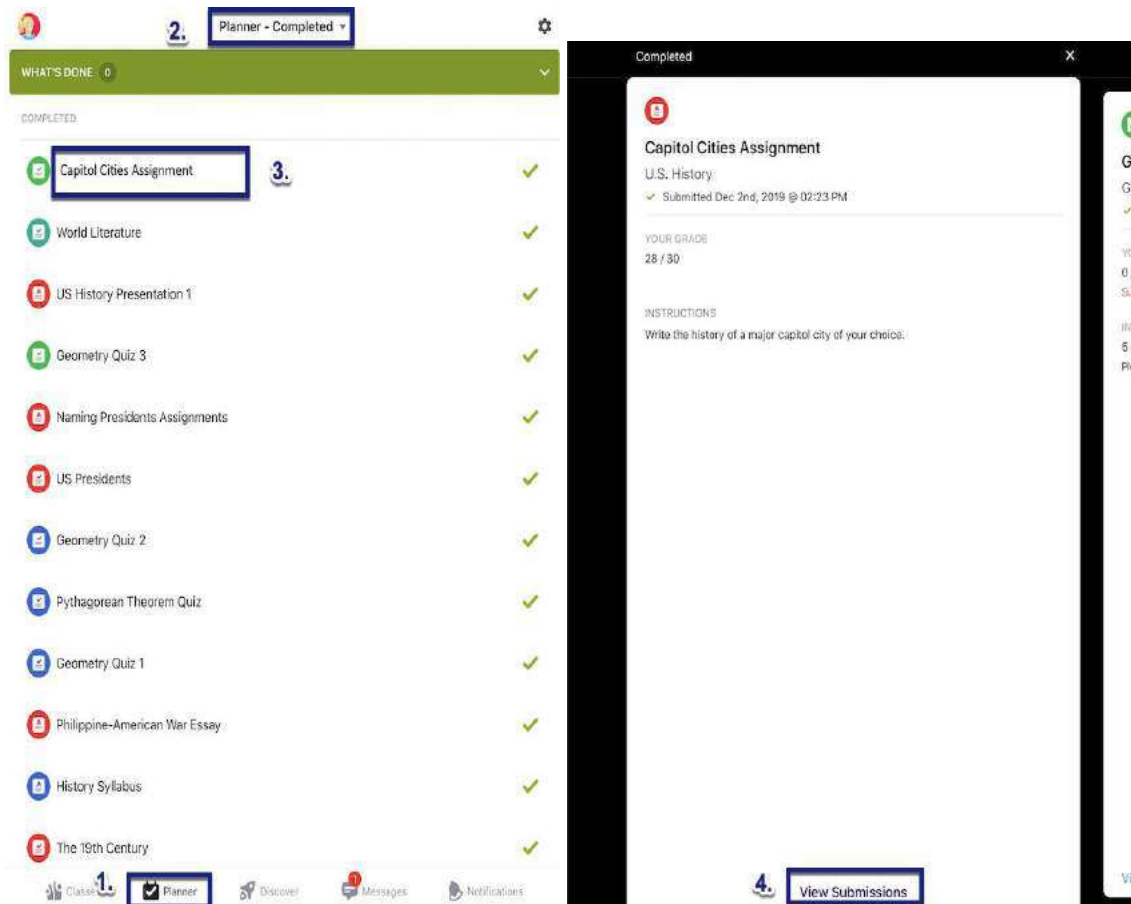 2.
Planner - Completed
WHAT'S DONE 0
COMPLETED
Capitol Cities Assignment
3.
World Literature
US History Presentation 1
Geometry Quiz 3
Naming Presidents Assignments
US Presidents
Geometry Quiz 2
Pythagorean Theorem Quiz
Geometry Quiz 1
Philippine-American War Essay
History Syllabus
The 19th Century
1.
Classe
Planner
Discover
1
Messages
Notifications
Completed
X
Capitol Cities Assignment
U.S. History
Submitted Dec 2nd, 2019 @ 02:23 PM
YOUR GRADE
28 / 30
INSTRUCTIONS
Write the history of a major capitol city of your choice.
4.
View Submissions
G
G